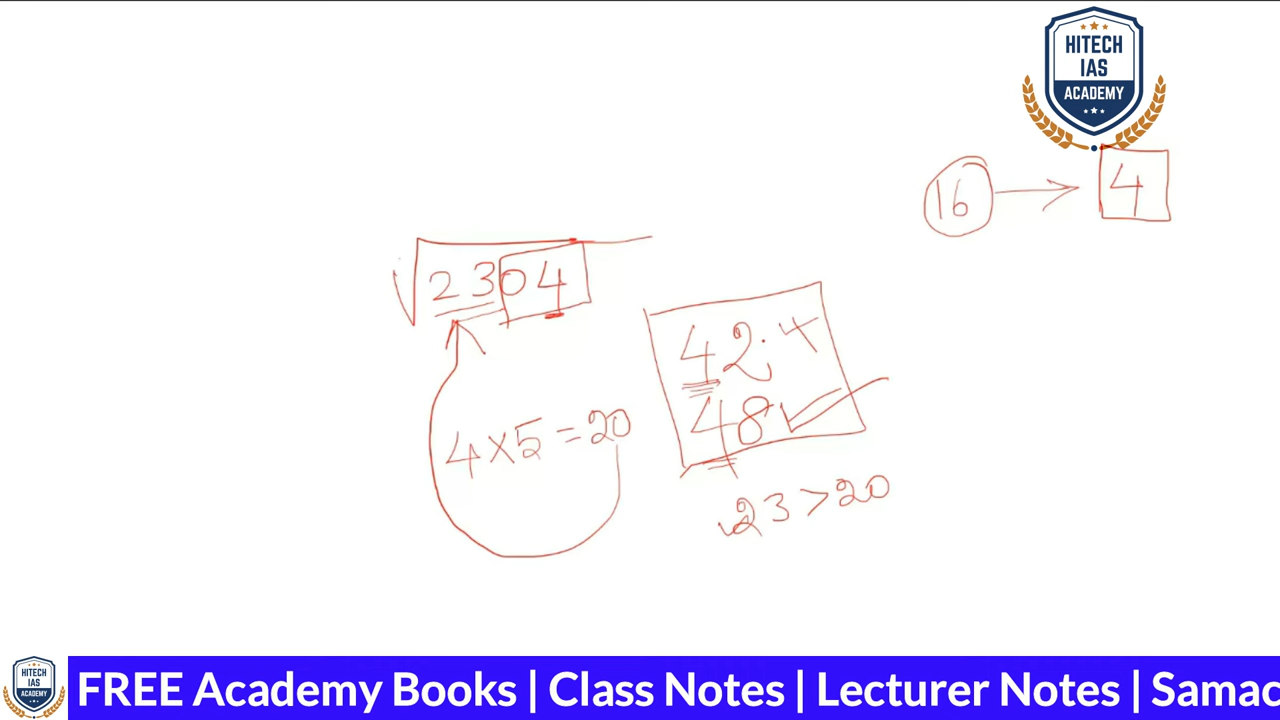 HITECH
IAS
ACADEMY
16 → 4
√2304
42. ×
48 ✓
4×5=20
23>20
HITECH
IAS
ACADEMY
FREE Academy Books | Class Notes | Lecturer Notes | Samac